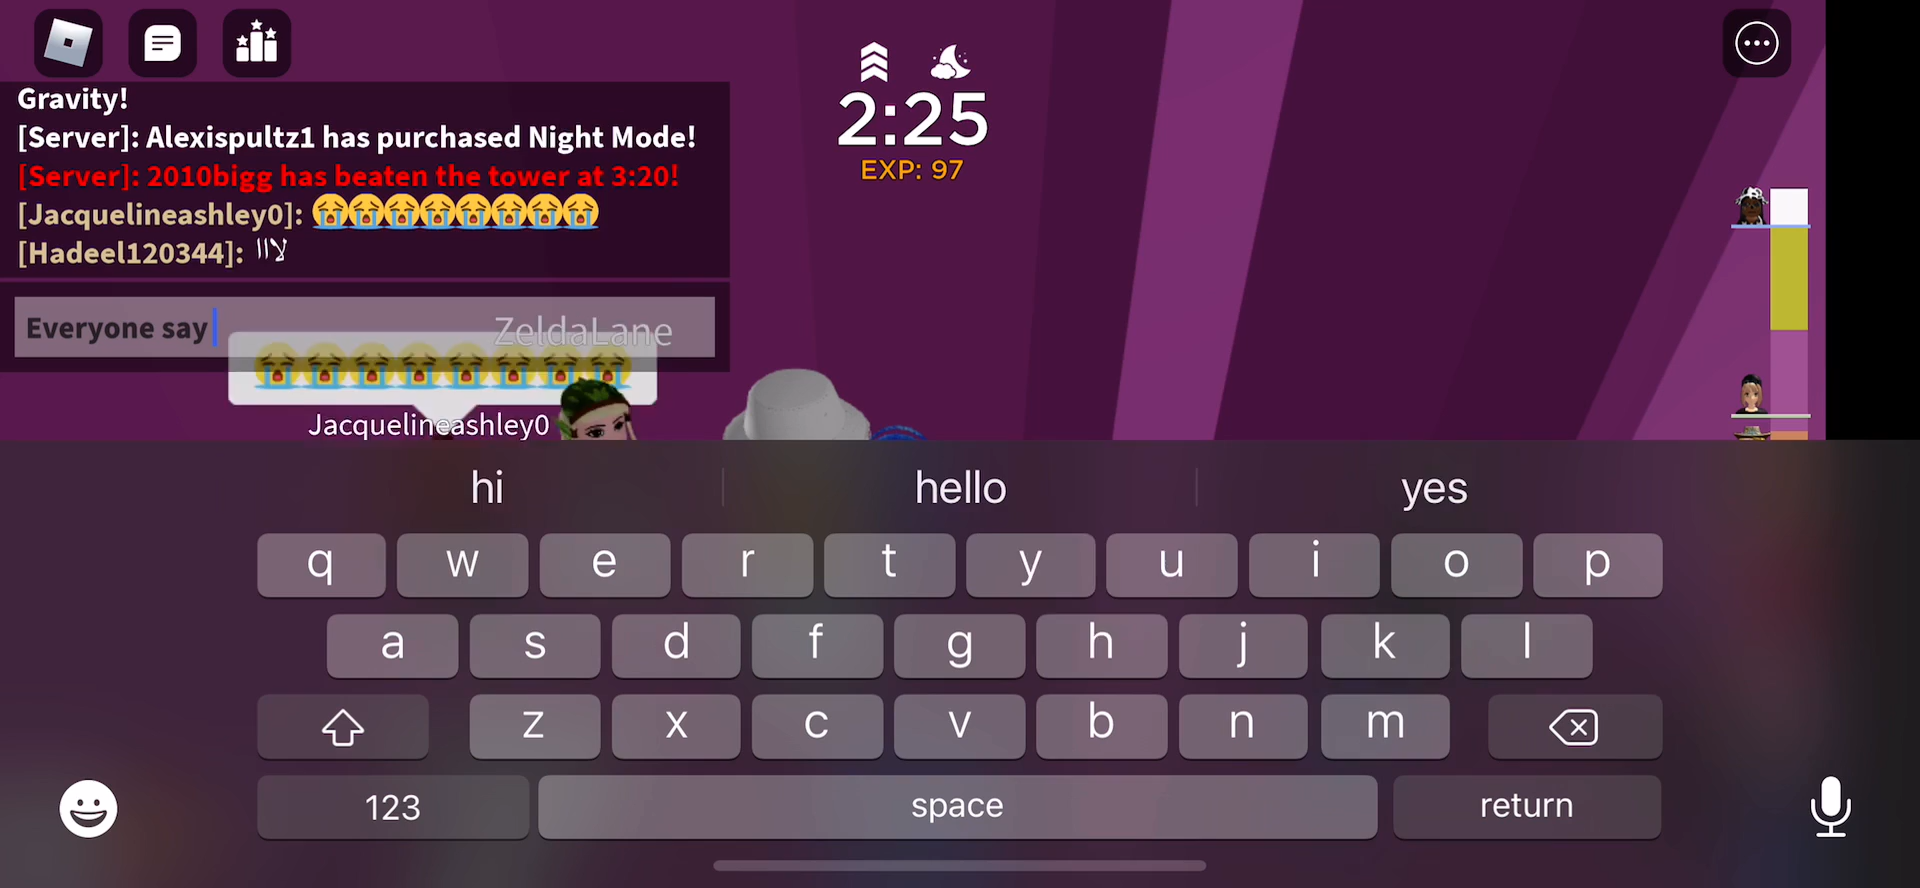 Gravity!
[Server]: Alexispultz1 has purchased Night Mode!
[Server]: 2010bigg has beaten the tower at 3:20!
[Jacquelineashley0]: 😭😭😭😭😭😭😭😭
[Hadeel120344]: لااا
2:25
EXP: 97
Everyone say
ZeldaLane
😭😭😭😭😭😭😭😭
Jacquelineashley0
hi hello yes
q w e r t y u i o p
a s d f g h j k l
z x c v b n m
123 space return